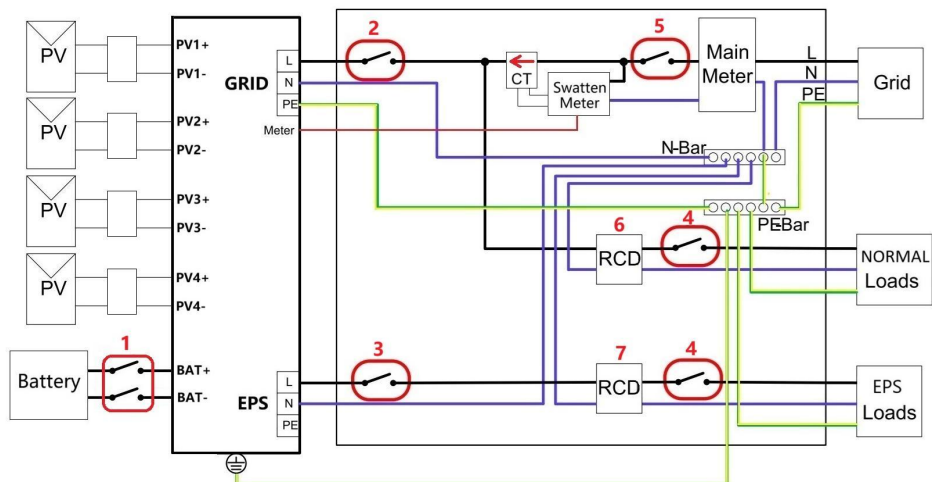 PV
PV1+
PV1-
PV
PV2+
PV2-
PV
PV3+
PV3-
PV
PV4+
PV4-
Battery
1
BAT+
BAT-
GRID
L
N
PE
Meter
EPS
L
N
PE
2
CT
Swatten
Meter
5
Main
Meter
L
N
PE
Grid
N-Bar
PE-Bar
6
RCD
4
NORMAL
Loads
3
7
RCD
4
EPS
Loads